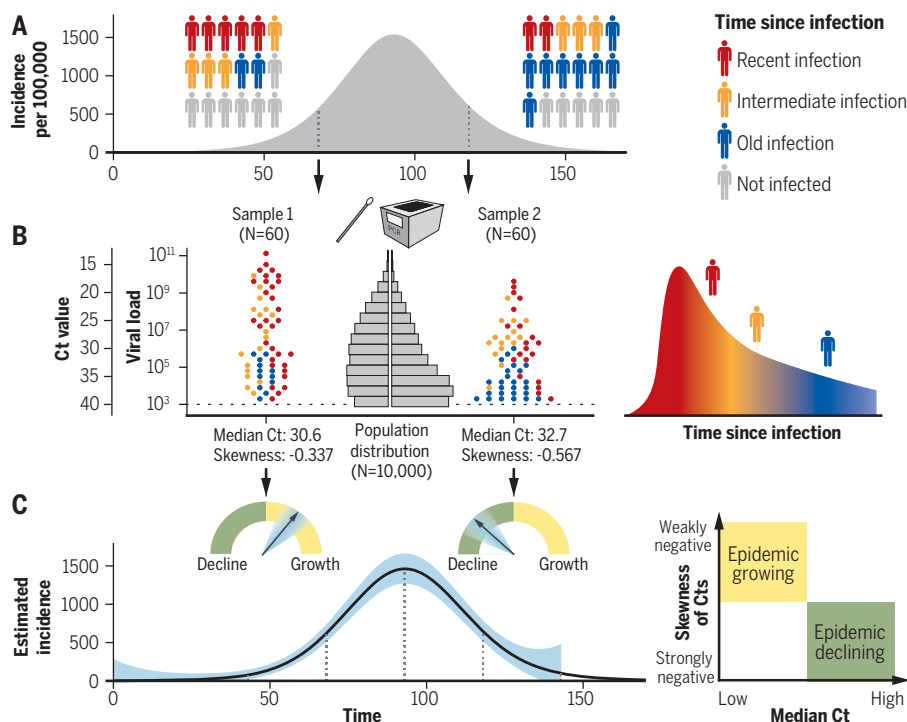 A
Incidence
per 100,000
1500
1000
500
0
0
50
100
150
Time since infection
Recent infection
Intermediate infection
Old infection
Not infected
Sample 1
(N=60)
PCR
Sample 2
(N=60)
B
Ct value
15
20
25
30
35
40
Viral load
10¹¹
10⁹
10⁷
10⁵
10³
Median Ct: 30.6
Skewness: -0.337
Population
distribution
(N=10,000)
Median Ct: 32.7
Skewness: -0.567
Time since infection
C
Decline
Growth
Decline
Growth
Estimated
incidence
1500
1000
500
0
0
50
100
150
Time
Skewness
of Cts
Weakly
negative
Strongly
negative
Epidemic
growing
Epidemic
declining
Low
High
Median Ct